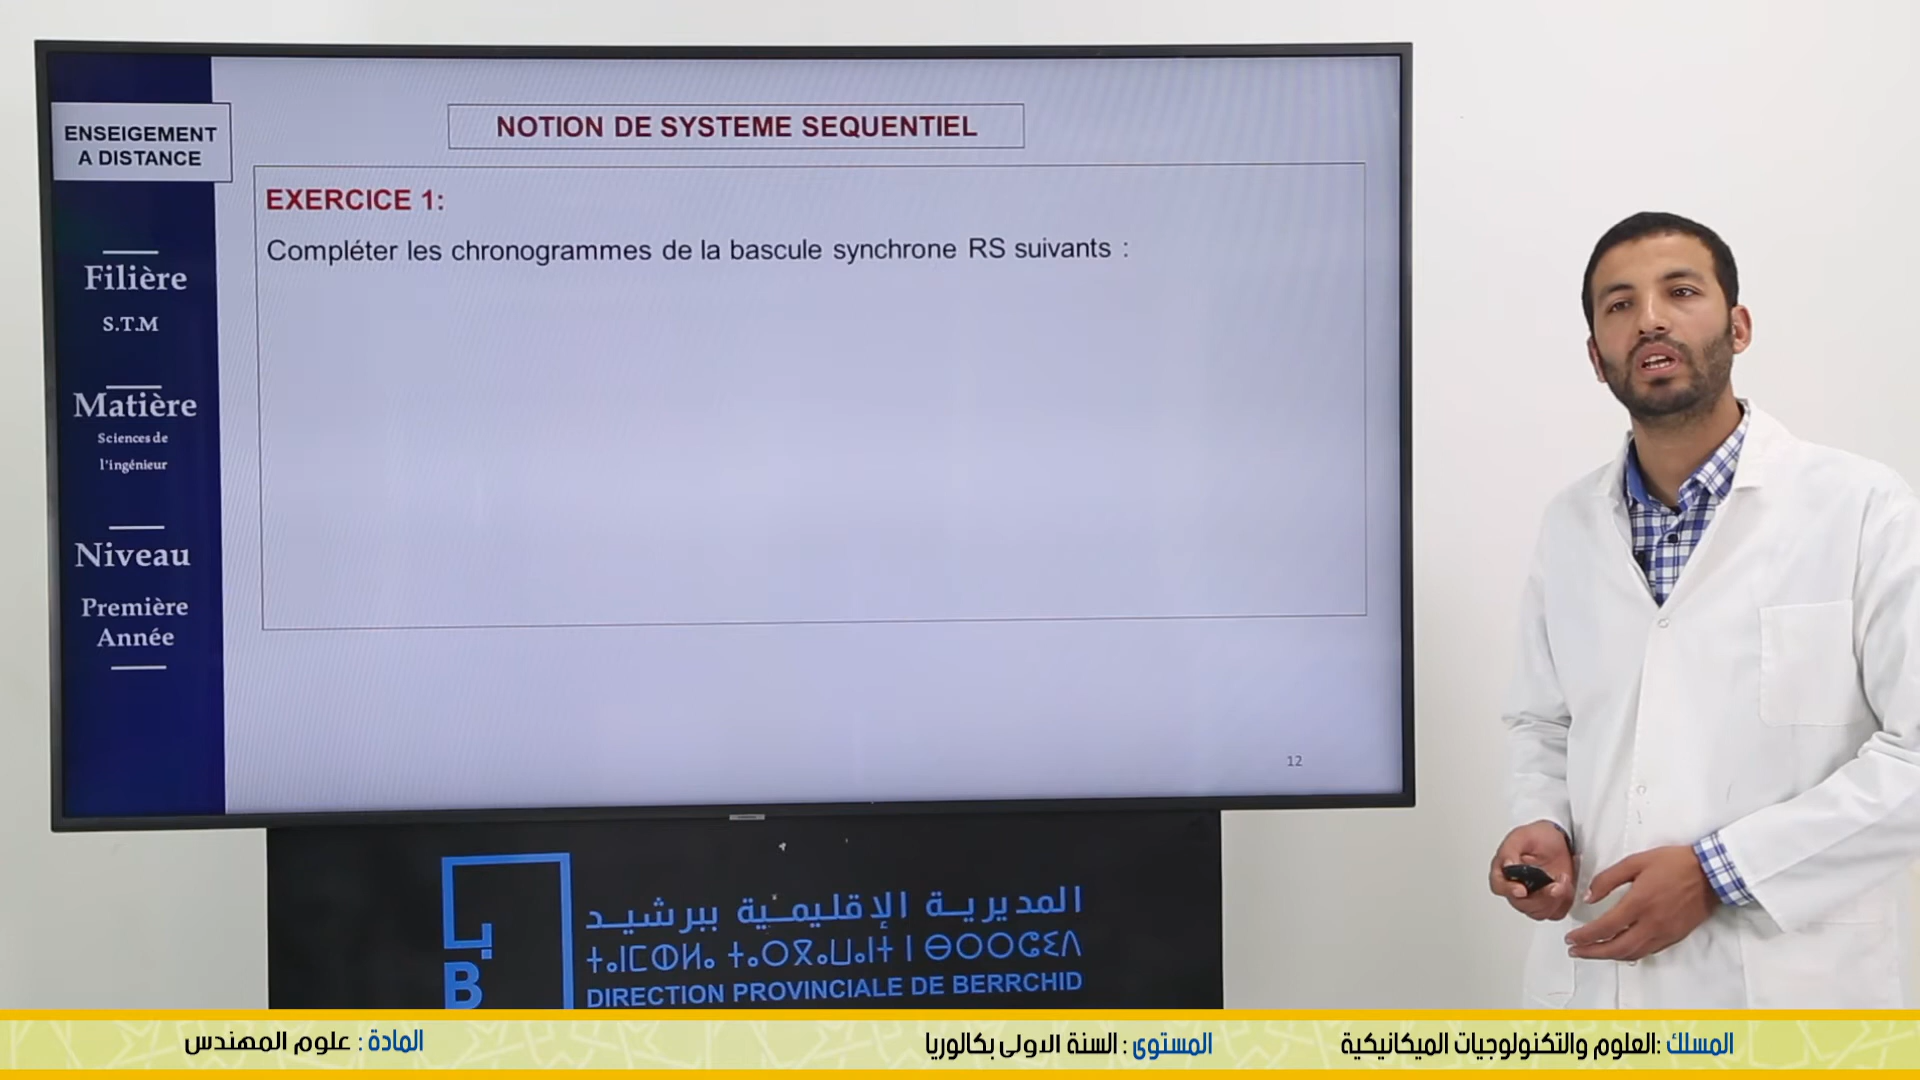 ENSEIGEMENT
A DISTANCE
Filière
S.T.M
Matière
Sciences de
l'ingénieur
Niveau
Première
Année
NOTION DE SYSTEME SEQUENTIEL
EXERCICE 1:
Compléter les chronogrammes de la bascule synchrone RS suivants :
12
B
المديرية الإقليمية ببرشيد
ⵜⴰⵎⵀⵍⴰ ⵜⴰⵙⴳⴰⵡⴰⵏⵜ ⵏ ⴱⵔⵔⵛⵉⴷ
DIRECTION PROVINCIALE DE BERRCHID
المسلك :العلوم والتكنولوجيات الميكانيكية
المستوى : السنة الاولى بكالوريا
المادة : علوم المهندس